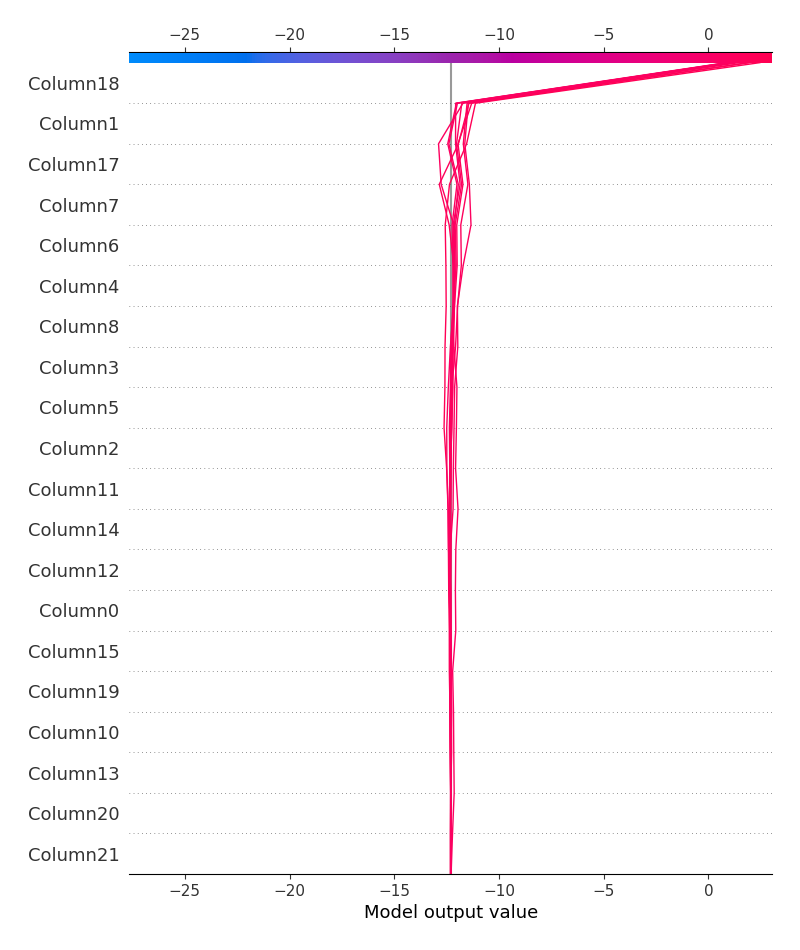 −25 −20 −15 −10 −5 0
Column18
Column1
Column17
Column7
Column6
Column4
Column8
Column3
Column5
Column2
Column11
Column14
Column12
Column0
Column15
Column19
Column10
Column13
Column20
Column21
−25 −20 −15 −10 −5 0
Model output value